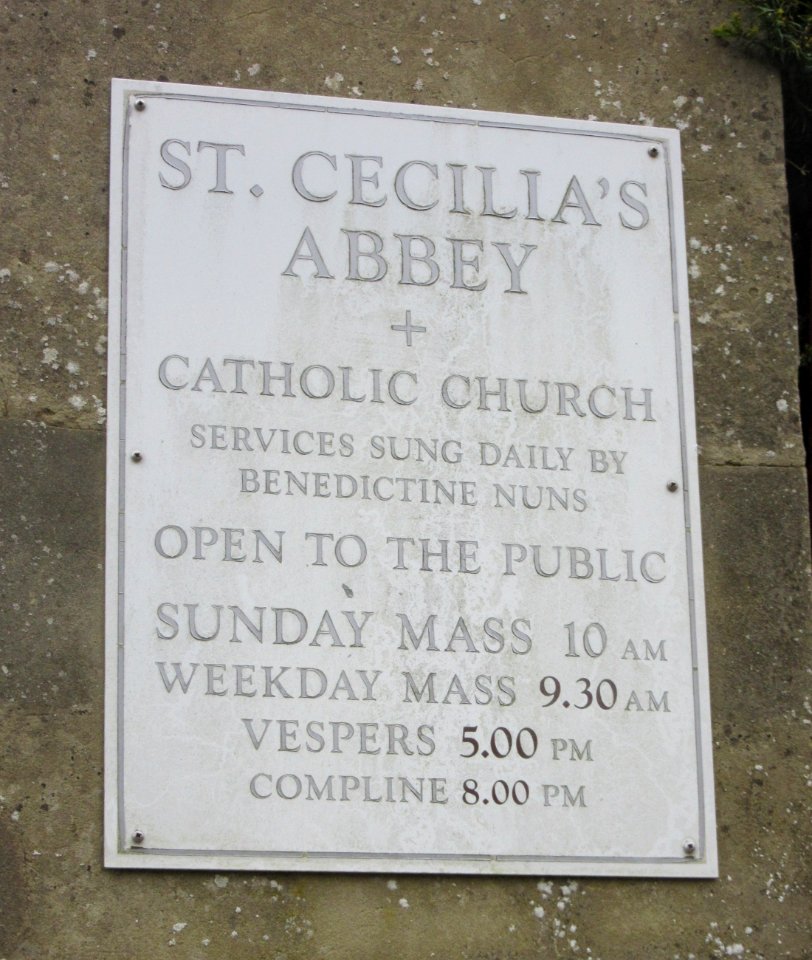 ST. CECILIA'S
ABBEY
+
CATHOLIC CHURCH
SERVICES SUNG DAILY BY
BENEDICTINE NUNS
OPEN TO THE PUBLIC
SUNDAY MASS 10 AM
WEEKDAY MASS 9.30 AM
VESPERS 5.00 PM
COMPLINE 8.00 PM